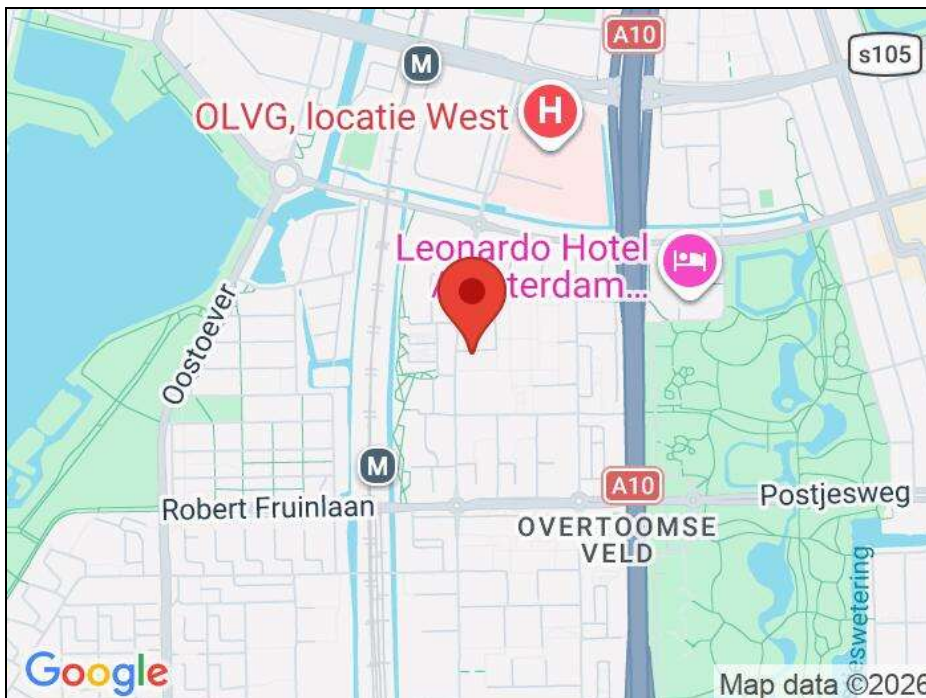 A10
s105
M
OLVG, locatie West
H
Leonardo Hotel
terdam...
Oostoever
M
A10
Robert Fruinlaan
Postjesweg
OVERTOOMSE
VELD
eswetering
Google
Map data ©2026